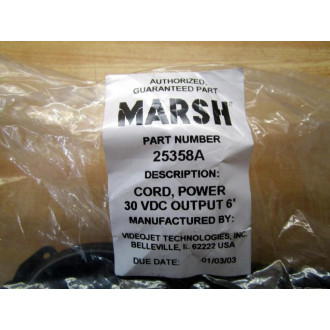 AUTHORIZED
GUARANTEED PART
MARSH
PART NUMBER
25358A
DESCRIPTION:
CORD, POWER
30 VDC OUTPUT 6'
MANUFACTURED BY:
VIDEOJET TECHNOLOGIES, INC.
BELLEVILLE, IL 62222 USA
DUE DATE: 01/03/03